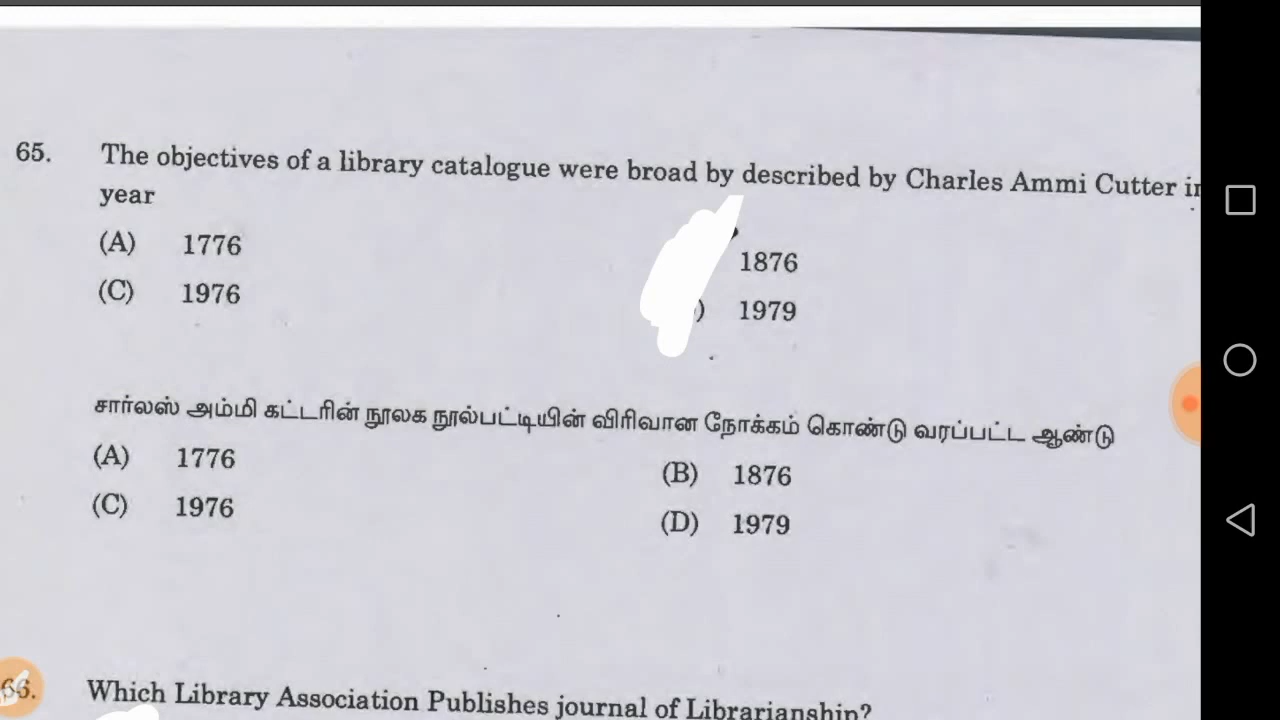 65. The objectives of a library catalogue were broad by described by Charles Ammi Cutter in
year
(A) 1776
1876
(C) 1976
) 1979
சார்லஸ் அம்மி கட்டரின் நூலக நூல்பட்டியின் விரிவான நோக்கம் கொண்டு வரப்பட்ட ஆண்டு
(A) 1776
(B) 1876
(C) 1976
(D) 1979
66. Which Library Association Publishes journal of Librarianship?